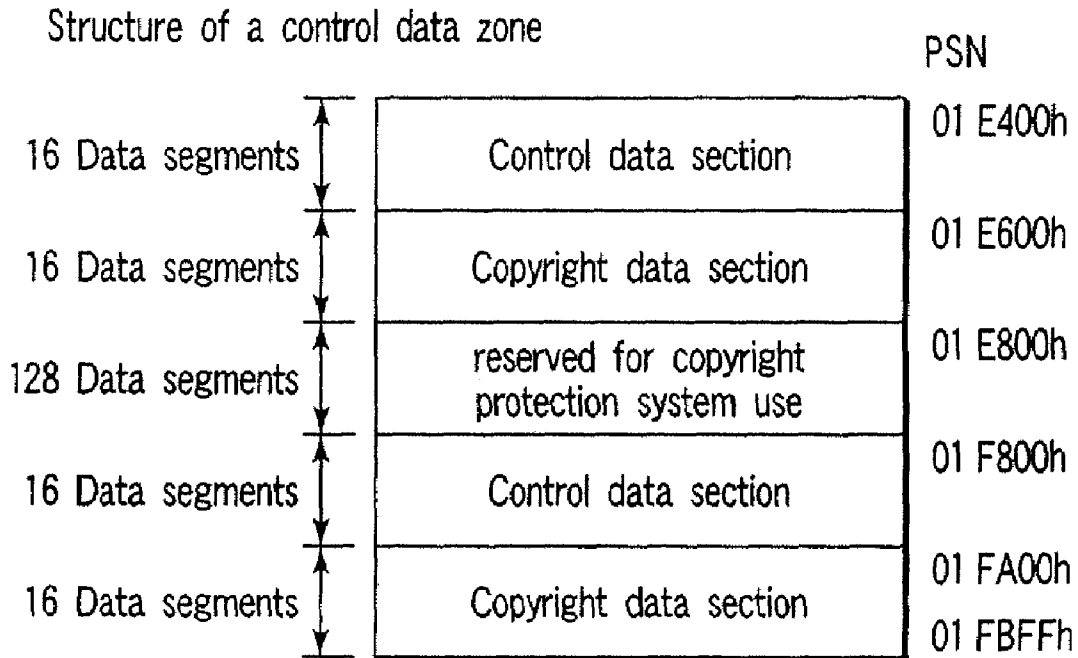 Structure of a control data zone
PSN
16 Data segments
Control data section
01 E400h
16 Data segments
Copyright data section
01 E600h
128 Data segments
reserved for copyright
protection system use
01 E800h
16 Data segments
Control data section
01 F800h
16 Data segments
Copyright data section
01 FA00h
01 FBFFh